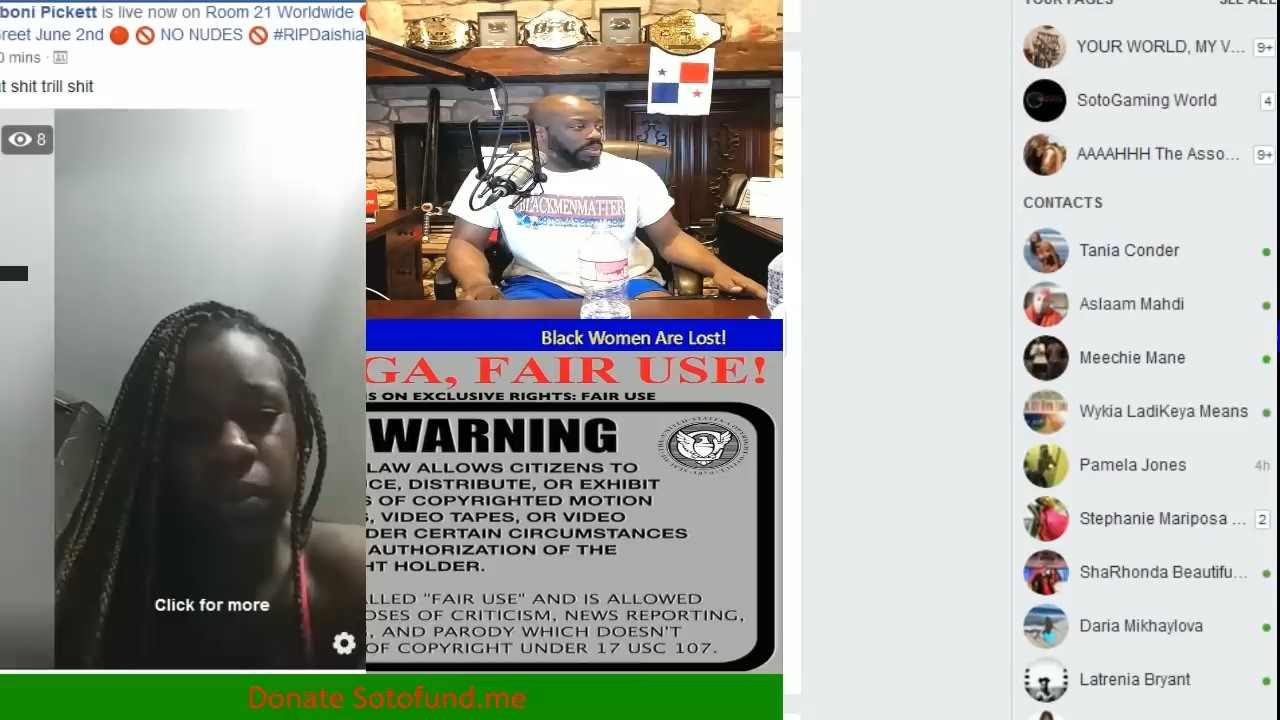 boni Pickett is live now on Room 21 Worldwide
reet June 2nd 🔴 🚫 NO NUDES 🚫 #RIPDaishia
0 mins ·
t shit trill shit
8
Click for more
BLACKMENMATTER
Black Women Are Lost!
GA, FAIR USE!
S ON EXCLUSIVE RIGHTS: FAIR USE
WARNING
LAW ALLOWS CITIZENS TO
CE, DISTRIBUTE, OR EXHIBIT
S OF COPYRIGHTED MOTION
, VIDEO TAPES, OR VIDEO
DER CERTAIN CIRCUMSTANCES
AUTHORIZATION OF THE
HT HOLDER.
LLED "FAIR USE" AND IS ALLOWED
OSES OF CRITICISM, NEWS REPORTING,
, AND PARODY WHICH DOESN'T
OF COPYRIGHT UNDER 17 USC 107.
Donate Sotofund.me
YOUR PAGES SEE ALL
YOUR WORLD, MY V... 9+
SotoGaming World 4
AAAAHHH The Asso... 9+
CONTACTS
Tania Conder
Aslaam Mahdi
Meechie Mane
Wykia LadiKeya Means
Pamela Jones 4h
Stephanie Mariposa ... 2
ShaRhonda Beautifu...
Daria Mikhaylova
Latrenia Bryant